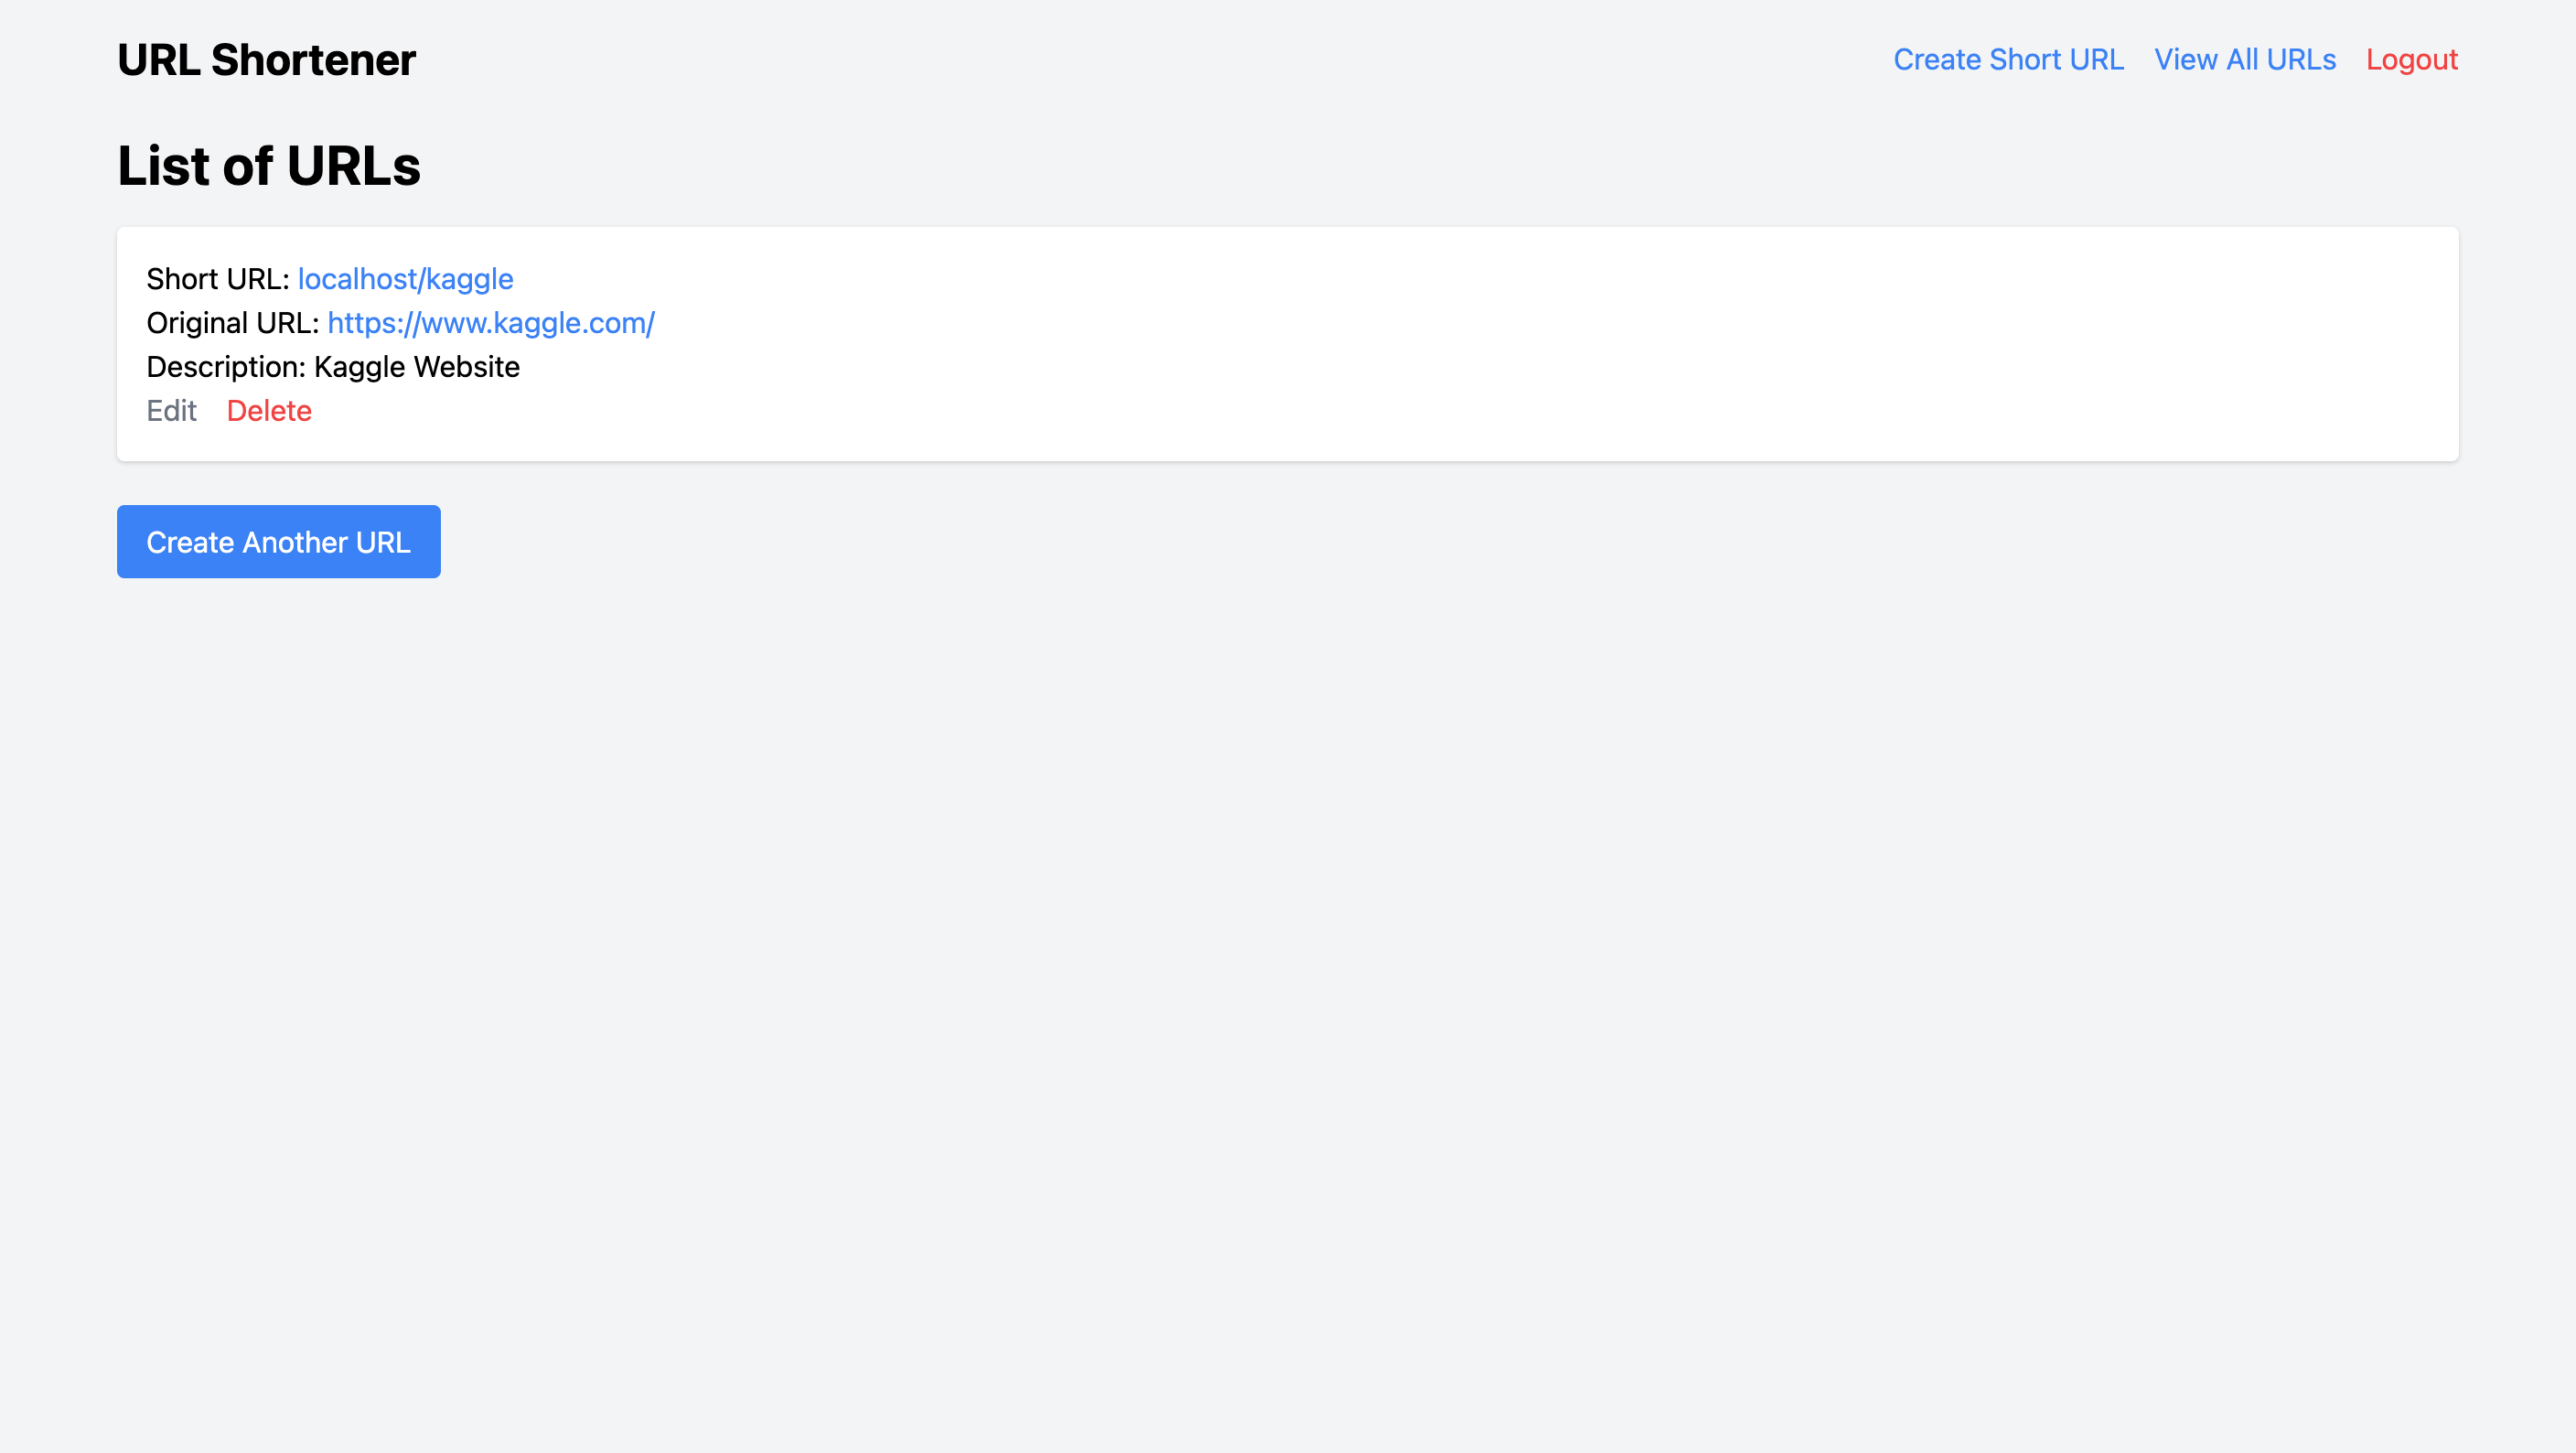 URL Shortener
Create Short URL View All URLs Logout
List of URLs
Short URL: localhost/kaggle
Original URL: https://www.kaggle.com/
Description: Kaggle Website
Edit Delete
Create Another URL